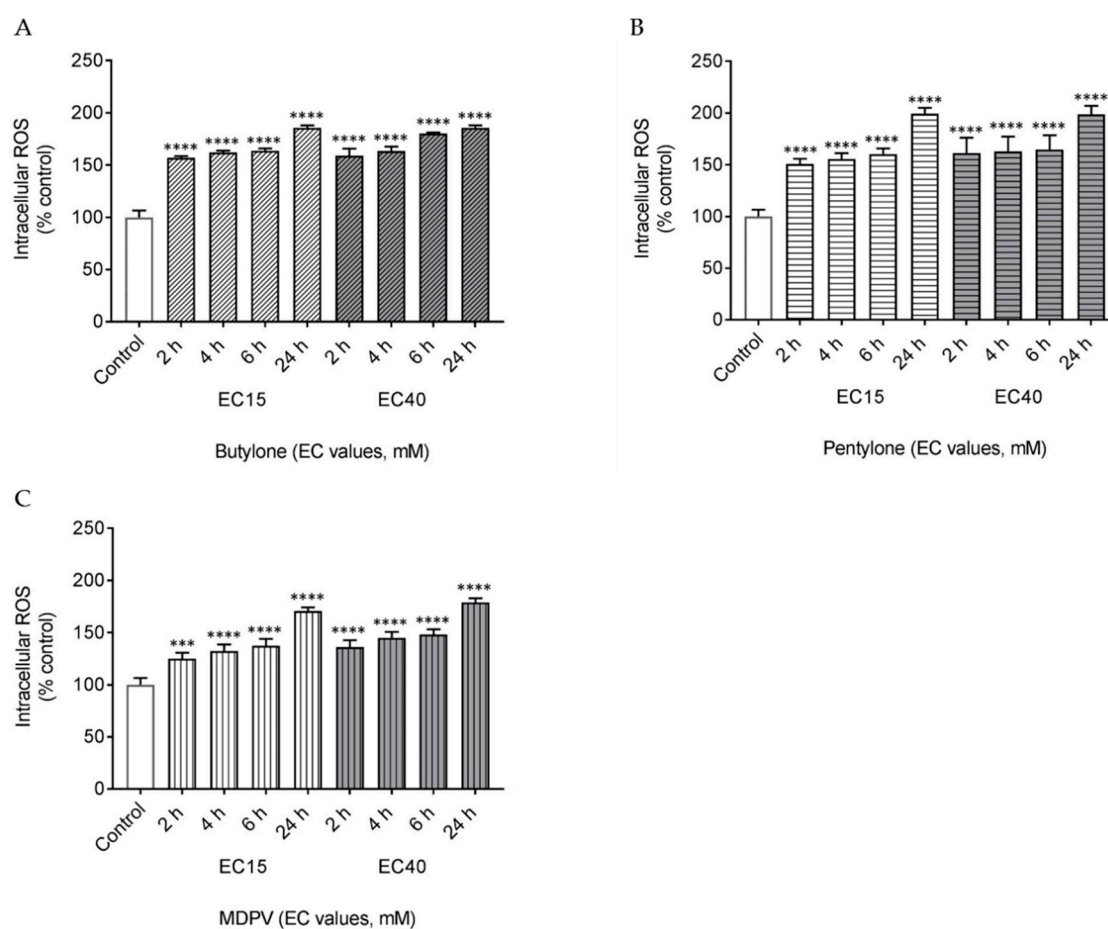 A
Intracellular ROS
(% control)
250
200
150
100
50
0
**** **** **** **** **** **** **** ****
Control 2 h 4 h 6 h 24 h 2 h 4 h 6 h 24 h
EC15 EC40
Butylone (EC values, mM)
B
Intracellular ROS
(% control)
250
200
150
100
50
0
**** **** **** **** **** **** **** ****
Control 2 h 4 h 6 h 24 h 2 h 4 h 6 h 24 h
EC15 EC40
Pentylone (EC values, mM)
C
Intracellular ROS
(% control)
250
200
150
100
50
0
*** **** **** **** **** **** **** ****
Control 2 h 4 h 6 h 24 h 2 h 4 h 6 h 24 h
EC15 EC40
MDPV (EC values, mM)